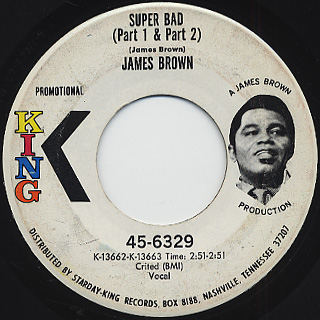 SUPER BAD
(Part 1 & Part 2)
(James Brown)
JAMES BROWN
PROMOTIONAL
KING
K
A JAMES BROWN
PRODUCTION
45-6329
K-13662-K-13663 Time: 2:51-2:51
Crited (BMI)
Vocal
DISTRIBUTED BY STARDAY-KING RECORDS, BOX 8188, NASHVILLE, TENNESSEE 37207